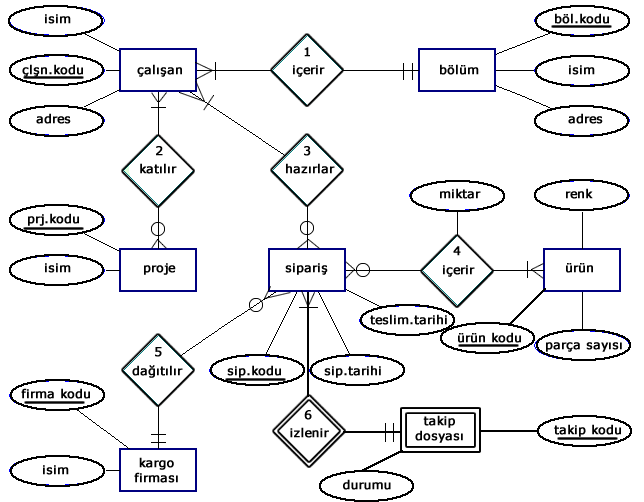 isim
böl.kodu
1
çlşn.kodu
çalışan
içerir
bölüm
isim
adres
adres
2
katılır
3
hazırlar
miktar
renk
prj.kodu
4
içerir
isim
proje
sipariş
ürün
teslim.tarihi
ürün kodu
parça sayısı
5
dağıtılır
sip.kodu
sip.tarihi
firma kodu
6
izlenir
takip
dosyası
takip kodu
isim
kargo
firması
durumu